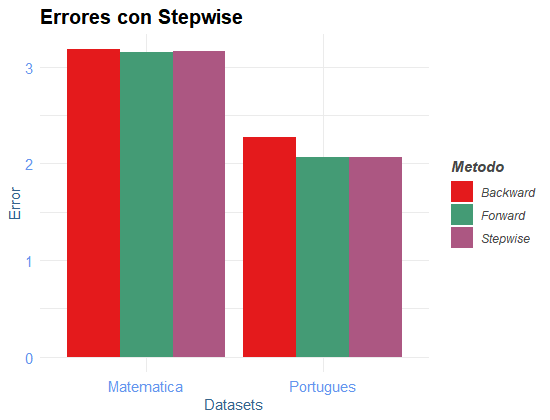 Errores con Stepwise
3
2
1
0
Error
Matematica
Portugues
Datasets
Metodo
Backward
Forward
Stepwise